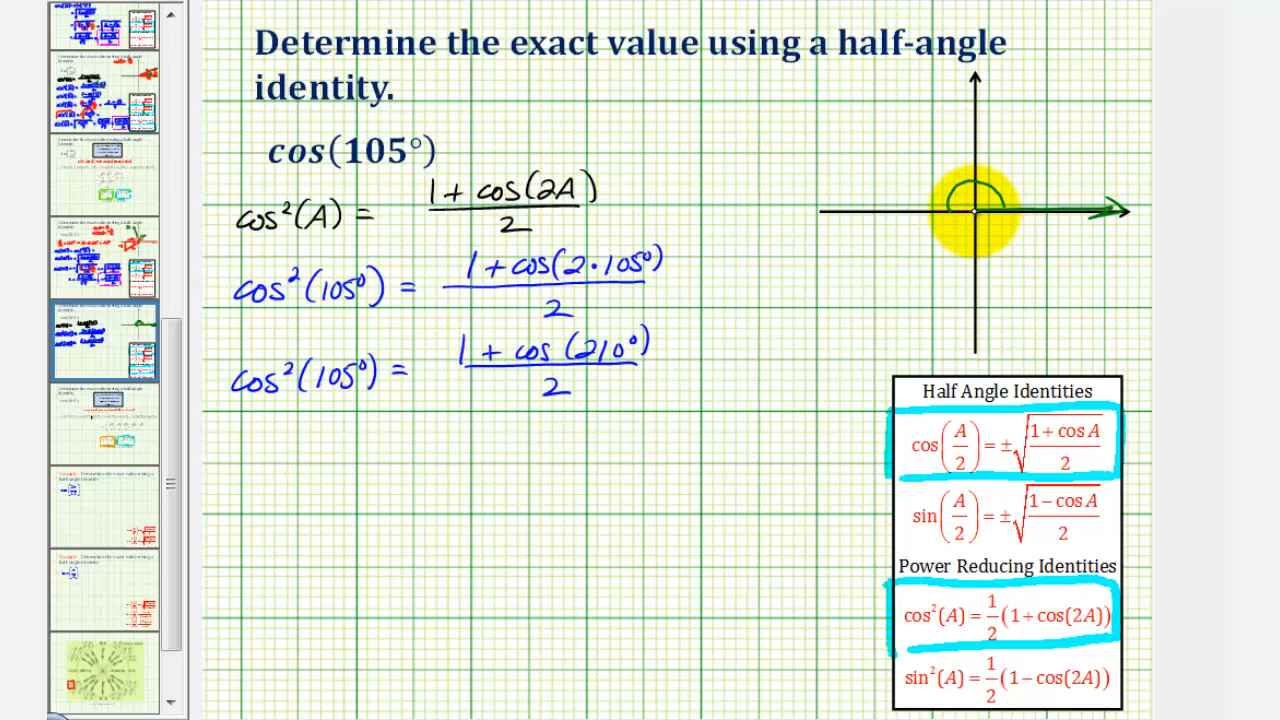 Determine the exact value using a half-angle
identity.
cos(105°)
cos²(A) = (1 + cos(2A))/2
cos²(105°) = (1 + cos(2·105°))/2
cos²(105°) = (1 + cos(210°))/2
Half Angle Identities
cos(A/2) = ±√((1 + cos A)/2)
sin(A/2) = ±√((1 − cos A)/2)
Power Reducing Identities
cos²(A) = 1/2 (1 + cos(2A))
sin²(A) = 1/2 (1 − cos(2A))